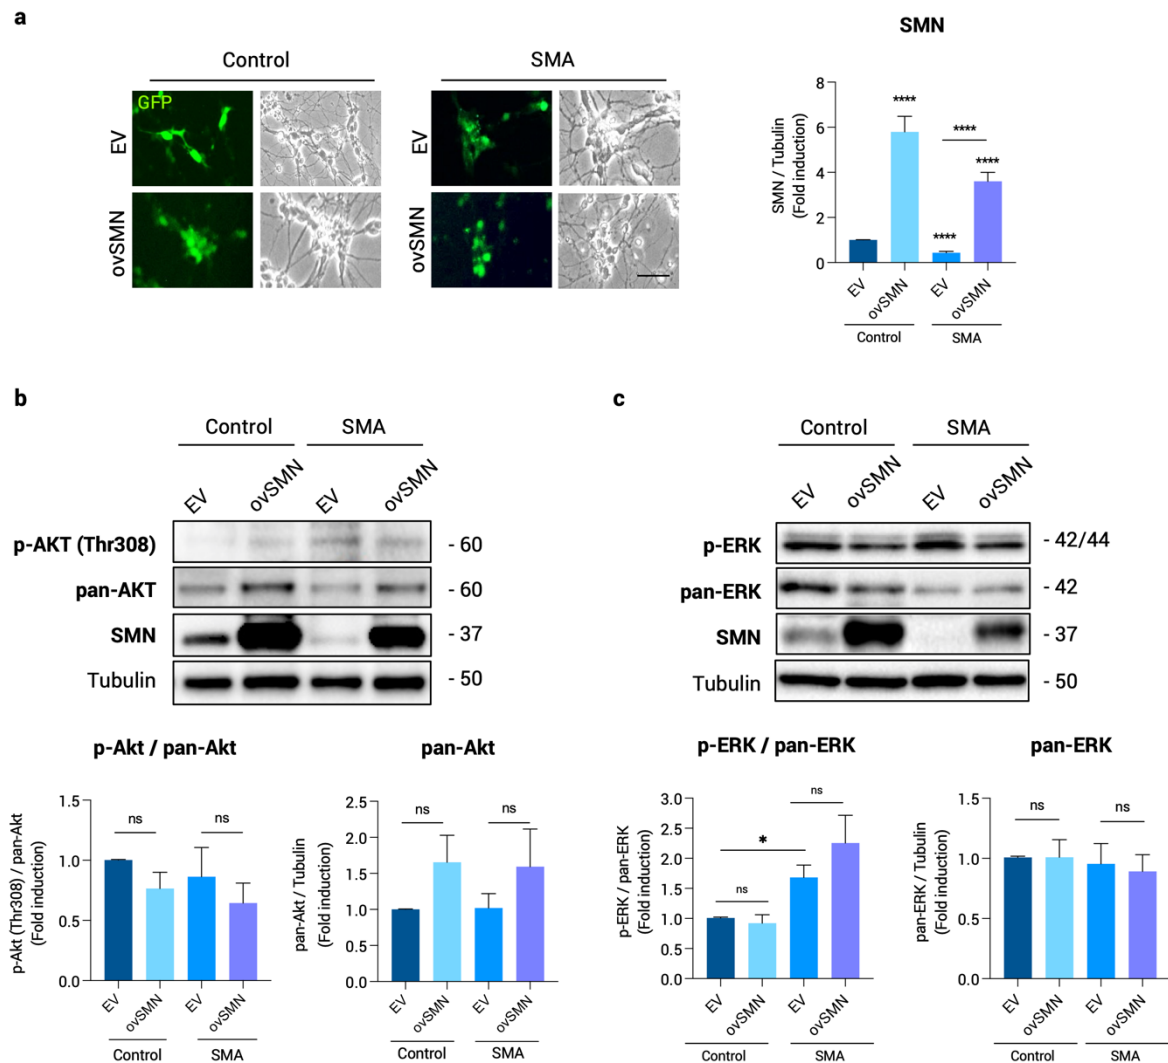 a
Control
SMA
GFP
EV
ovSMN
EV
ovSMN
SMN
SMN / Tubulin
(Fold induction)
8
6
4
2
0
****
****
****
****
EV
ovSMN
EV
ovSMN
Control
SMA
b
Control
SMA
EV
ovSMN
EV
ovSMN
p-AKT (Thr308)
- 60
pan-AKT
- 60
SMN
- 37
Tubulin
- 50
p-Akt / pan-Akt
p-Akt (Thr308) / pan-Akt
(Fold induction)
1.5
1.0
0.5
0.0
ns
ns
EV
ovSMN
EV
ovSMN
Control
SMA
pan-Akt
pan-Akt / Tubulin
(Fold induction)
2.5
2.0
1.5
1.0
0.5
0.0
ns
ns
EV
ovSMN
EV
ovSMN
Control
SMA
c
Control
SMA
EV
ovSMN
EV
ovSMN
p-ERK
- 42/44
pan-ERK
- 42
SMN
- 37
Tubulin
- 50
p-ERK / pan-ERK
p-ERK / pan-ERK
(Fold induction)
3.0
2.5
2.0
1.5
1.0
0.5
0.0
ns
*
ns
EV
ovSMN
EV
ovSMN
Control
SMA
pan-ERK
pan-ERK / Tubulin
(Fold induction)
1.5
1.0
0.5
0.0
ns
ns
EV
ovSMN
EV
ovSMN
Control
SMA